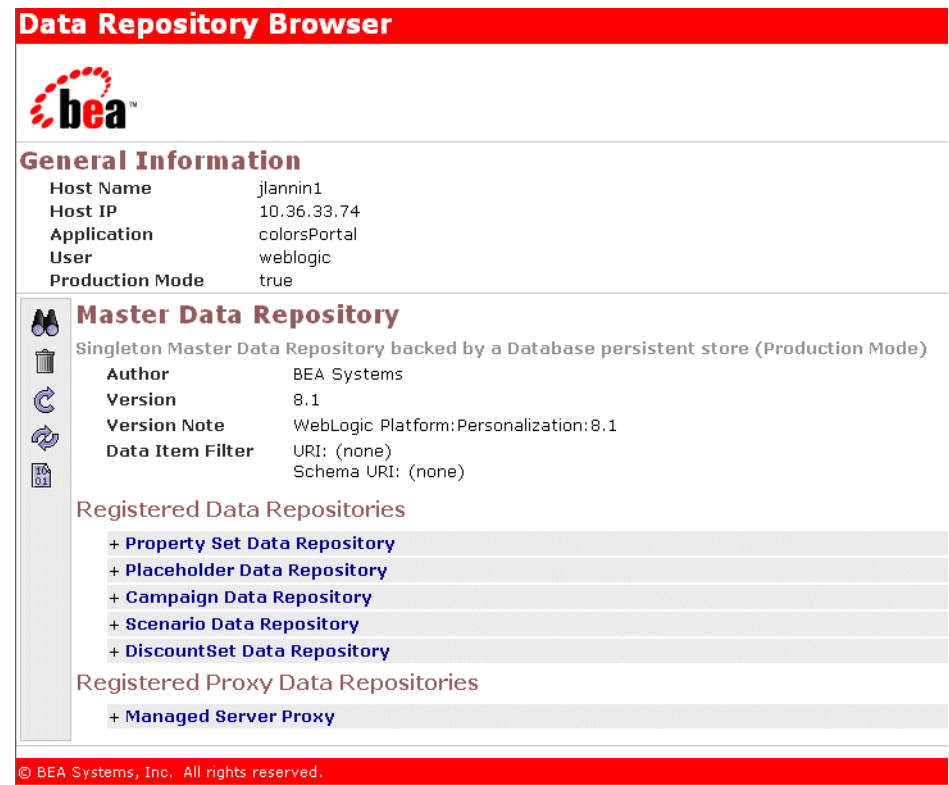 Data Repository Browser
bea™
General Information
Host Name jlannin1
Host IP 10.36.33.74
Application colorsPortal
User weblogic
Production Mode true
Master Data Repository
Singleton Master Data Repository backed by a Database persistent store (Production Mode)
Author BEA Systems
Version 8.1
Version Note WebLogic Platform:Personalization:8.1
Data Item Filter URI: (none)
Schema URI: (none)
10
01
Registered Data Repositories
+ Property Set Data Repository
+ Placeholder Data Repository
+ Campaign Data Repository
+ Scenario Data Repository
+ DiscountSet Data Repository
Registered Proxy Data Repositories
+ Managed Server Proxy
© BEA Systems, Inc. All rights reserved.